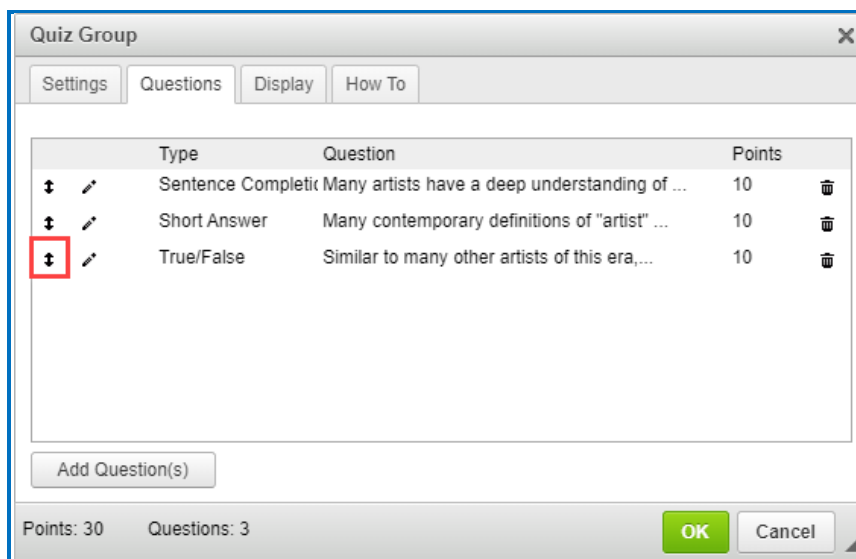 Quiz Group
Settings Questions Display How To
Type Question Points
Sentence Completic Many artists have a deep understanding of ... 10
Short Answer Many contemporary definitions of "artist" ... 10
True/False Similar to many other artists of this era,... 10
Add Question(s)
Points: 30 Questions: 3 OK Cancel